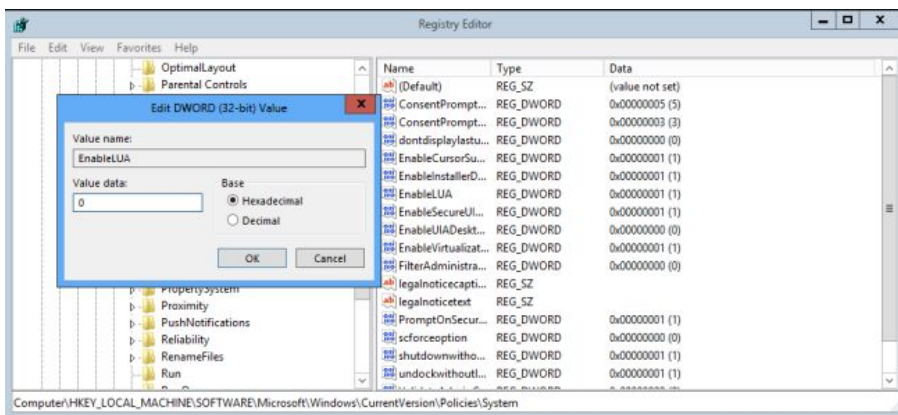 Registry Editor
File Edit View Favorites Help
OptimalLayout
Parental Controls
Edit DWORD (32-bit) Value
Value name:
EnableLUA
Value data:
0
Base
Hexadecimal
Decimal
OK Cancel
PropertySystem
Proximity
PushNotifications
Reliability
RenameFiles
Run
Name Type Data
(Default) REG_SZ (value not set)
ConsentPrompt... REG_DWORD 0x00000005 (5)
ConsentPrompt... REG_DWORD 0x00000003 (3)
dontdisplaylastu... REG_DWORD 0x00000000 (0)
EnableCursorSu... REG_DWORD 0x00000001 (1)
EnableInstallerD... REG_DWORD 0x00000001 (1)
EnableLUA REG_DWORD 0x00000001 (1)
EnableSecureUI... REG_DWORD 0x00000001 (1)
EnableUIADeskt... REG_DWORD 0x00000000 (0)
EnableVirtualizat... REG_DWORD 0x00000001 (1)
FilterAdministra... REG_DWORD 0x00000000 (0)
legalnoticecapti... REG_SZ
legalnoticetext REG_SZ
PromptOnSecur... REG_DWORD 0x00000001 (1)
scforceoption REG_DWORD 0x00000000 (0)
shutdownwitho... REG_DWORD 0x00000001 (1)
undockwithoutl... REG_DWORD 0x00000001 (1)
Computer\HKEY_LOCAL_MACHINE\SOFTWARE\Microsoft\Windows\CurrentVersion\Policies\System